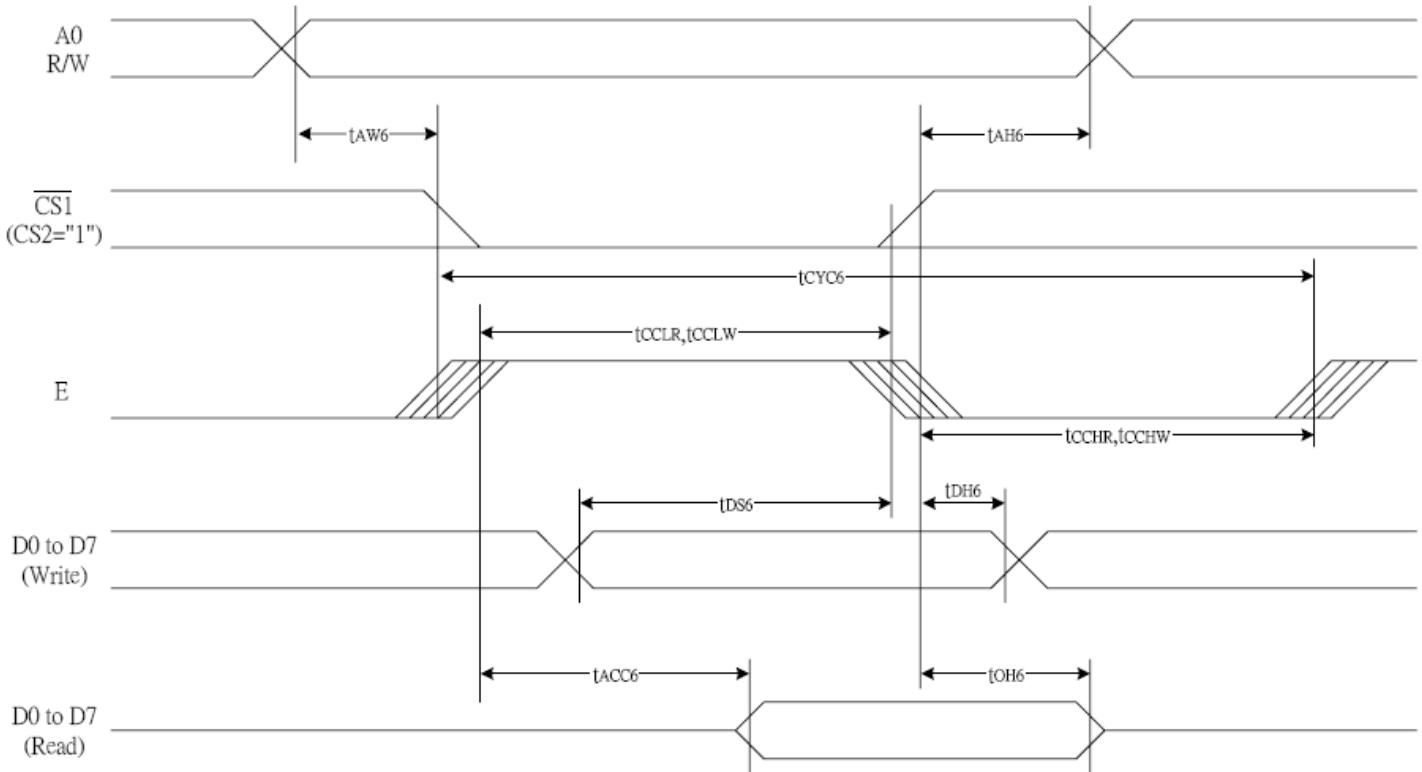 A0
R/W
tAW6
tAH6
CS1
(CS2="1")
tCYC6
tCCLR,tCCLW
E
tCCHR,tCCHW
tDS6
tDH6
D0 to D7
(Write)
tACC6
tOH6
D0 to D7
(Read)